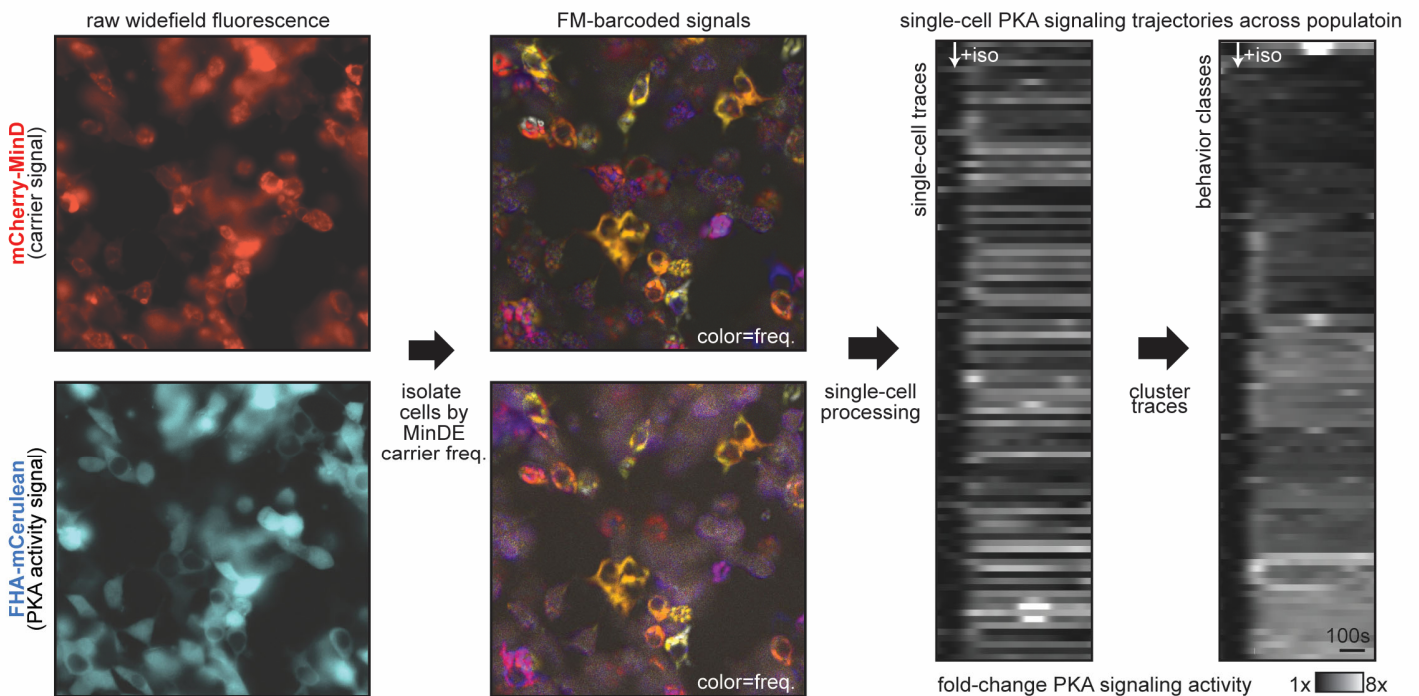 raw widefield fluorescence
FM-barcoded signals
single-cell PKA signaling trajectories across populatoin
mCherry-MinD
(carrier signal)
FHA-mCerulean
(PKA activity signal)
isolate
cells by
MinDE
carrier freq.
color=freq.
color=freq.
single-cell
processing
single-cell traces
+iso
cluster
traces
behavior classes
+iso
100s
fold-change PKA signaling activity
1x
8x